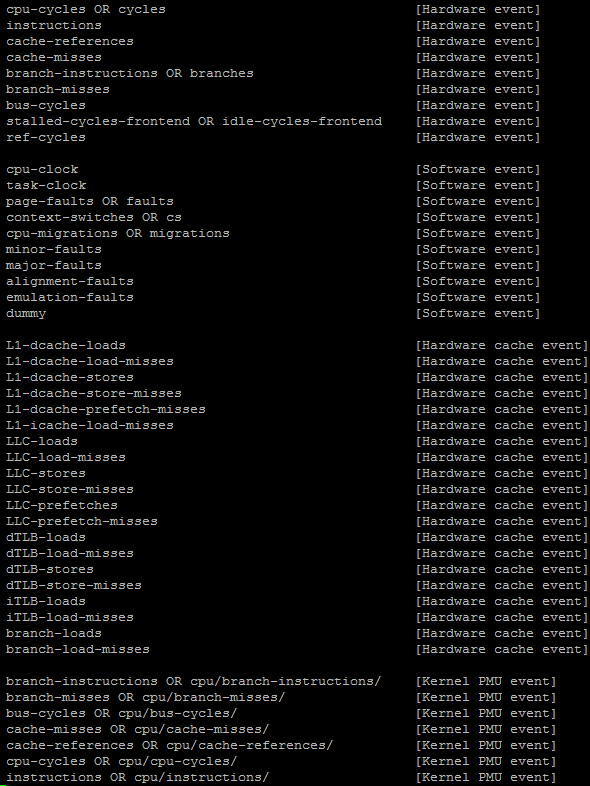 cpu-cycles OR cycles [Hardware event]
instructions [Hardware event]
cache-references [Hardware event]
cache-misses [Hardware event]
branch-instructions OR branches [Hardware event]
branch-misses [Hardware event]
bus-cycles [Hardware event]
stalled-cycles-frontend OR idle-cycles-frontend [Hardware event]
ref-cycles [Hardware event]
cpu-clock [Software event]
task-clock [Software event]
page-faults OR faults [Software event]
context-switches OR cs [Software event]
cpu-migrations OR migrations [Software event]
minor-faults [Software event]
major-faults [Software event]
alignment-faults [Software event]
emulation-faults [Software event]
dummy [Software event]
L1-dcache-loads [Hardware cache event]
L1-dcache-load-misses [Hardware cache event]
L1-dcache-stores [Hardware cache event]
L1-dcache-store-misses [Hardware cache event]
L1-dcache-prefetch-misses [Hardware cache event]
L1-icache-load-misses [Hardware cache event]
LLC-loads [Hardware cache event]
LLC-load-misses [Hardware cache event]
LLC-stores [Hardware cache event]
LLC-store-misses [Hardware cache event]
LLC-prefetches [Hardware cache event]
LLC-prefetch-misses [Hardware cache event]
dTLB-loads [Hardware cache event]
dTLB-load-misses [Hardware cache event]
dTLB-stores [Hardware cache event]
dTLB-store-misses [Hardware cache event]
iTLB-loads [Hardware cache event]
iTLB-load-misses [Hardware cache event]
branch-loads [Hardware cache event]
branch-load-misses [Hardware cache event]
branch-instructions OR cpu/branch-instructions/ [Kernel PMU event]
branch-misses OR cpu/branch-misses/ [Kernel PMU event]
bus-cycles OR cpu/bus-cycles/ [Kernel PMU event]
cache-misses OR cpu/cache-misses/ [Kernel PMU event]
cache-references OR cpu/cache-references/ [Kernel PMU event]
cpu-cycles OR cpu/cpu-cycles/ [Kernel PMU event]
instructions OR cpu/instructions/ [Kernel PMU event]